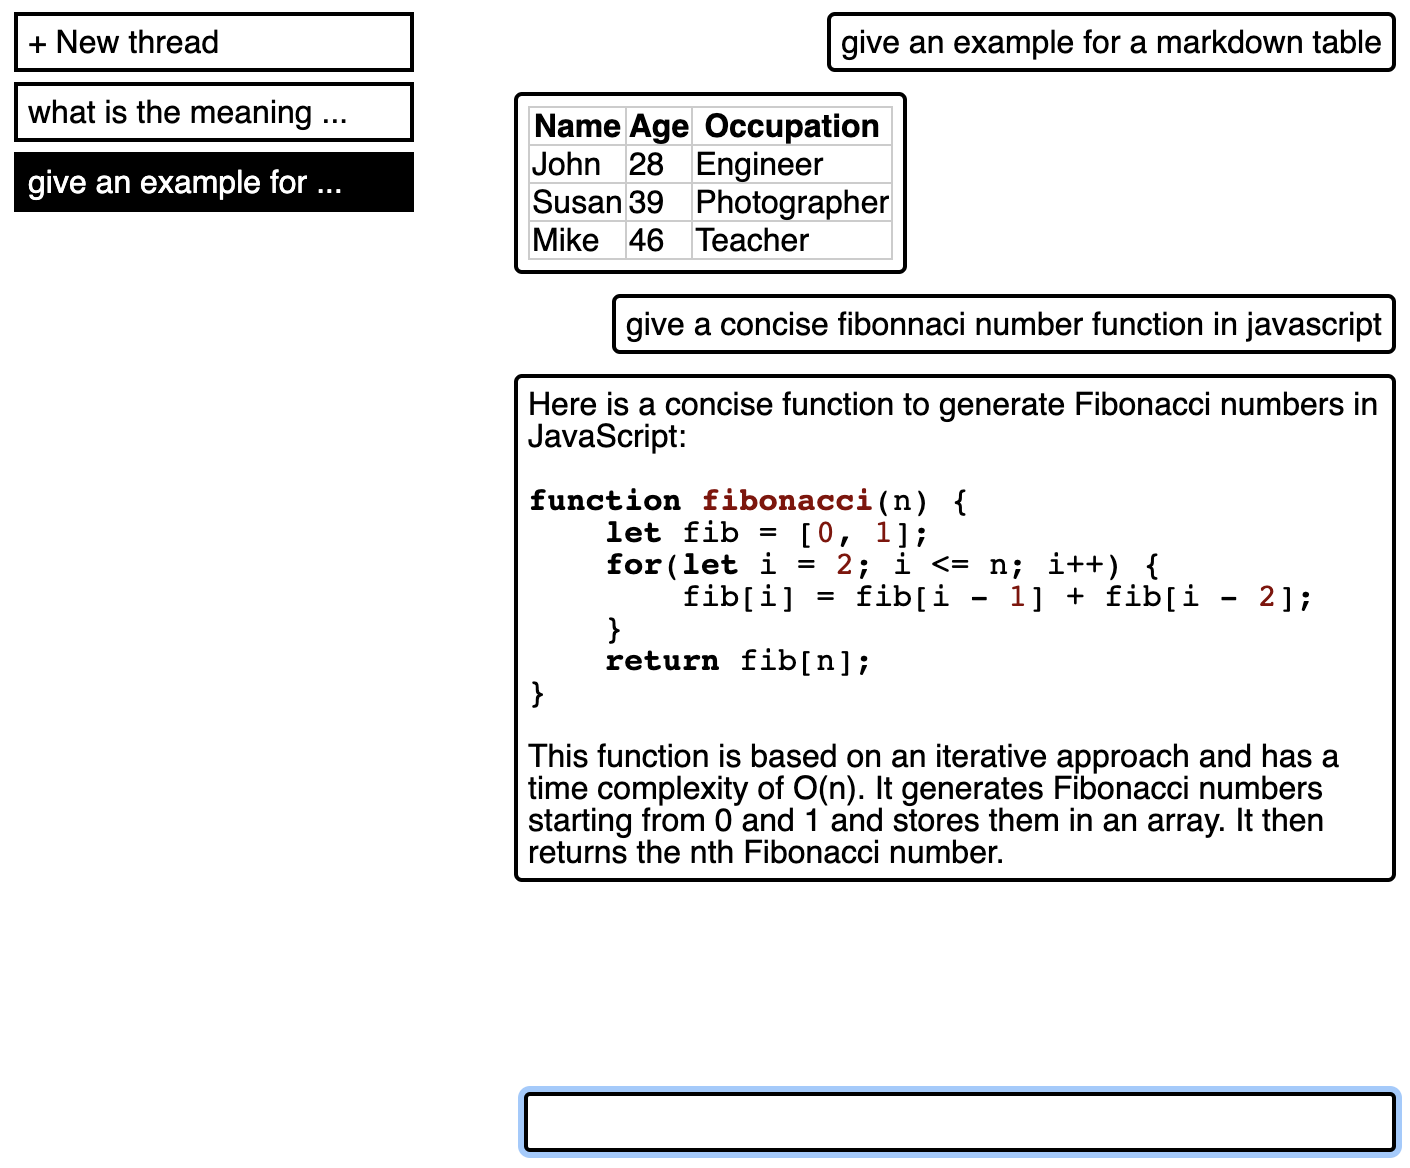 + New thread
what is the meaning ...
give an example for ...
give an example for a markdown table
Name Age Occupation
John 28 Engineer
Susan 39 Photographer
Mike 46 Teacher
give a concise fibonnaci number function in javascript
Here is a concise function to generate Fibonacci numbers in
JavaScript:
function fibonacci(n) {
    let fib = [0, 1];
    for(let i = 2; i <= n; i++) {
        fib[i] = fib[i - 1] + fib[i - 2];
    }
    return fib[n];
}
This function is based on an iterative approach and has a
time complexity of O(n). It generates Fibonacci numbers
starting from 0 and 1 and stores them in an array. It then
returns the nth Fibonacci number.